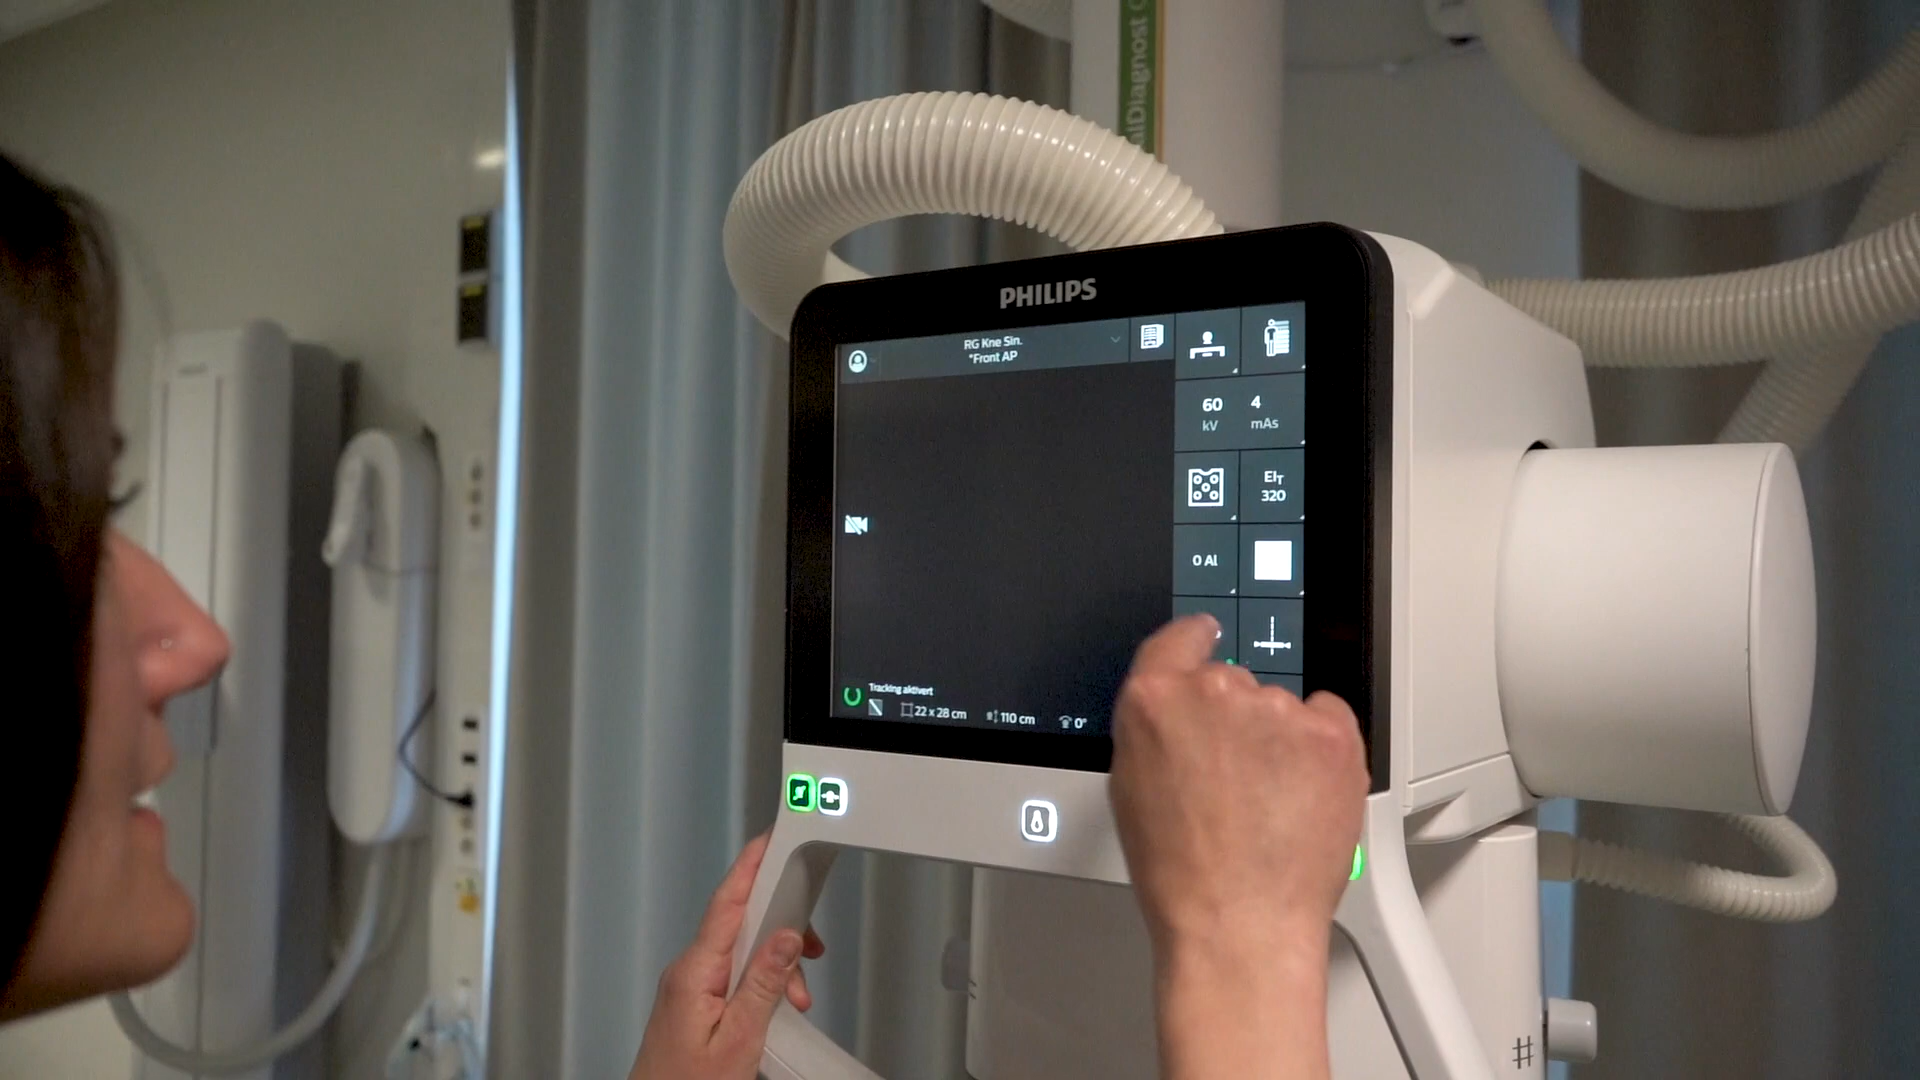 alDiagnost C
PHILIPS
RG Kne Sin.
*Front AP
60 4
kV mAs
EIT
320
0 Al
Tracking aktivert
22 x 28 cm 110 cm 0°